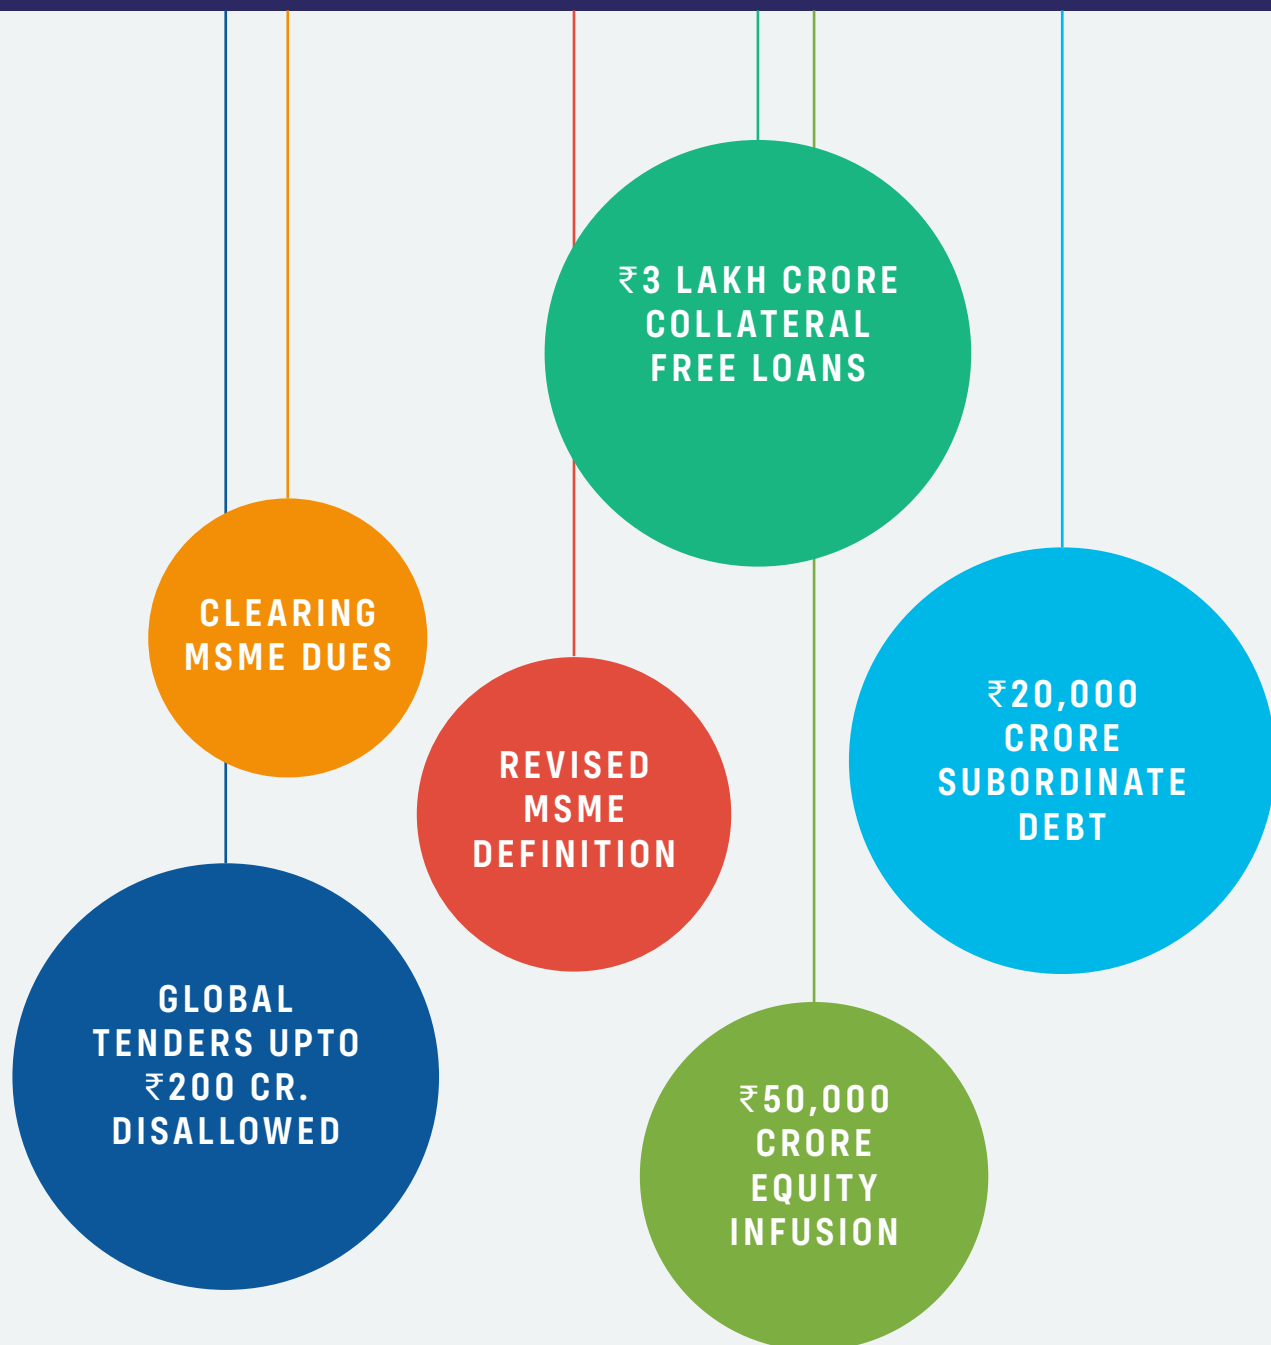 ₹3 LAKH CRORE
COLLATERAL
FREE LOANS
CLEARING
MSME DUES
REVISED
MSME
DEFINITION
₹20,000
CRORE
SUBORDINATE
DEBT
GLOBAL
TENDERS UPTO
₹200 CR.
DISALLOWED
₹50,000
CRORE
EQUITY
INFUSION